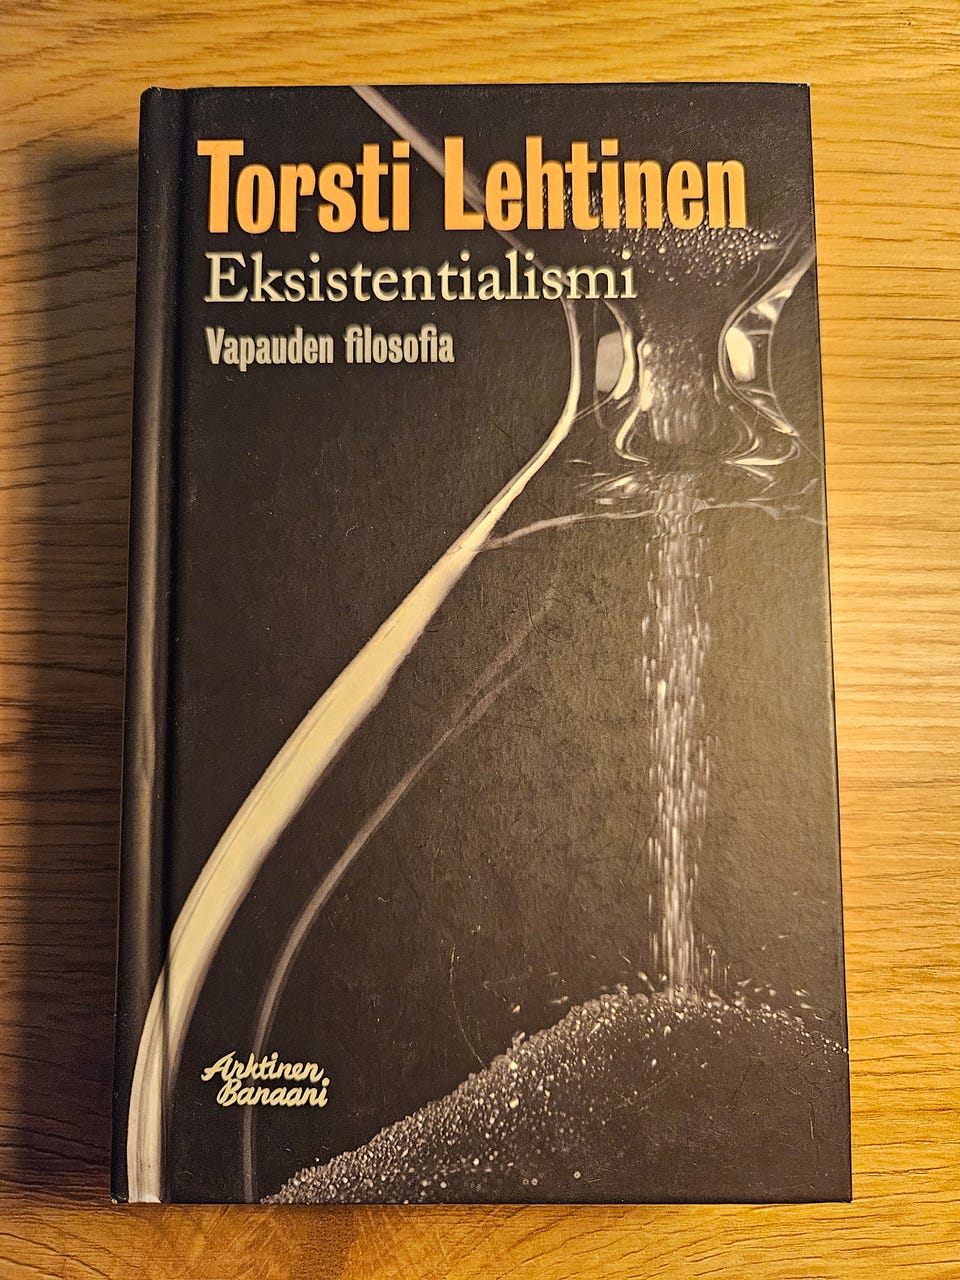 Torsti Lehtinen
Eksistentialismi
Vapauden filosofia
Arktinen
Banaani